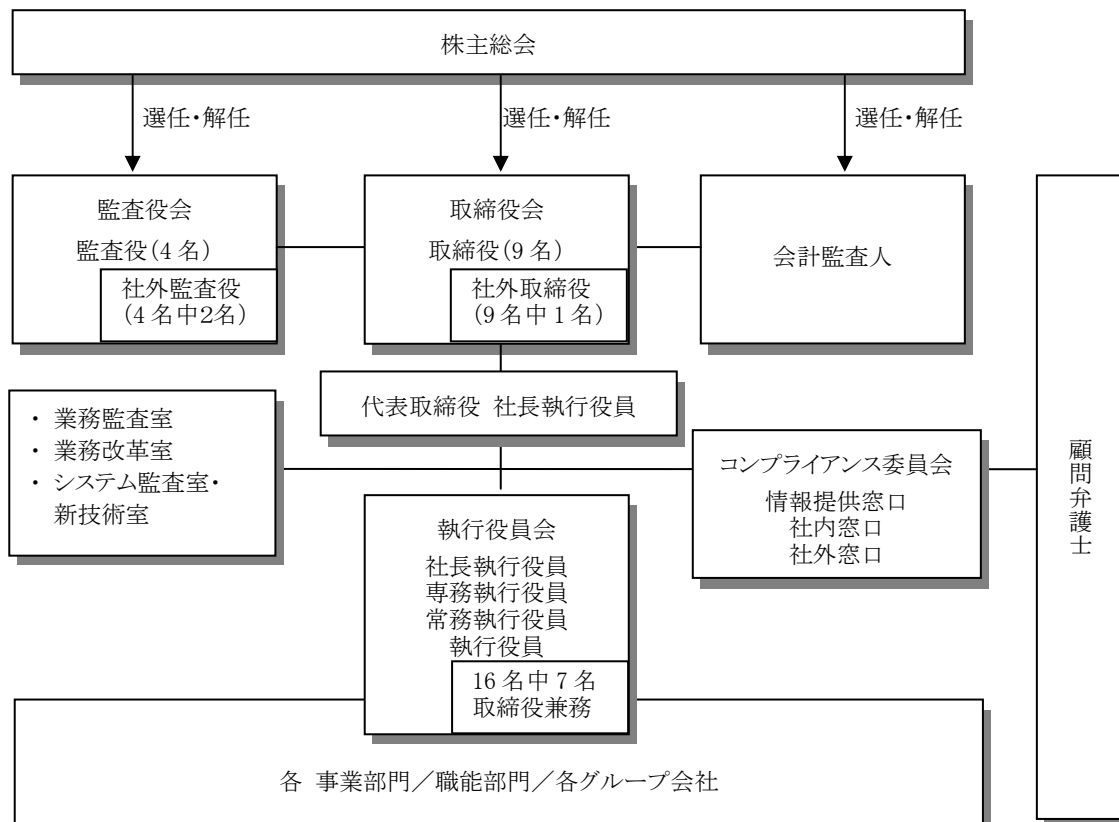 株主総会
選任・解任
選任・解任
選任・解任
監査役会
監査役(4名)
社外監査役
(4名中2名)
取締役会
取締役(9名)
社外取締役
(9名中1名)
会計監査人
代表取締役 社長執行役員
・ 業務監査室
・ 業務改革室
・ システム監査室・
新技術室
コンプライアンス委員会
情報提供窓口
社内窓口
社外窓口
顧問弁護士
執行役員会
社長執行役員
専務執行役員
常務執行役員
執行役員
16名中7名
取締役兼務
各 事業部門／職能部門／各グループ会社